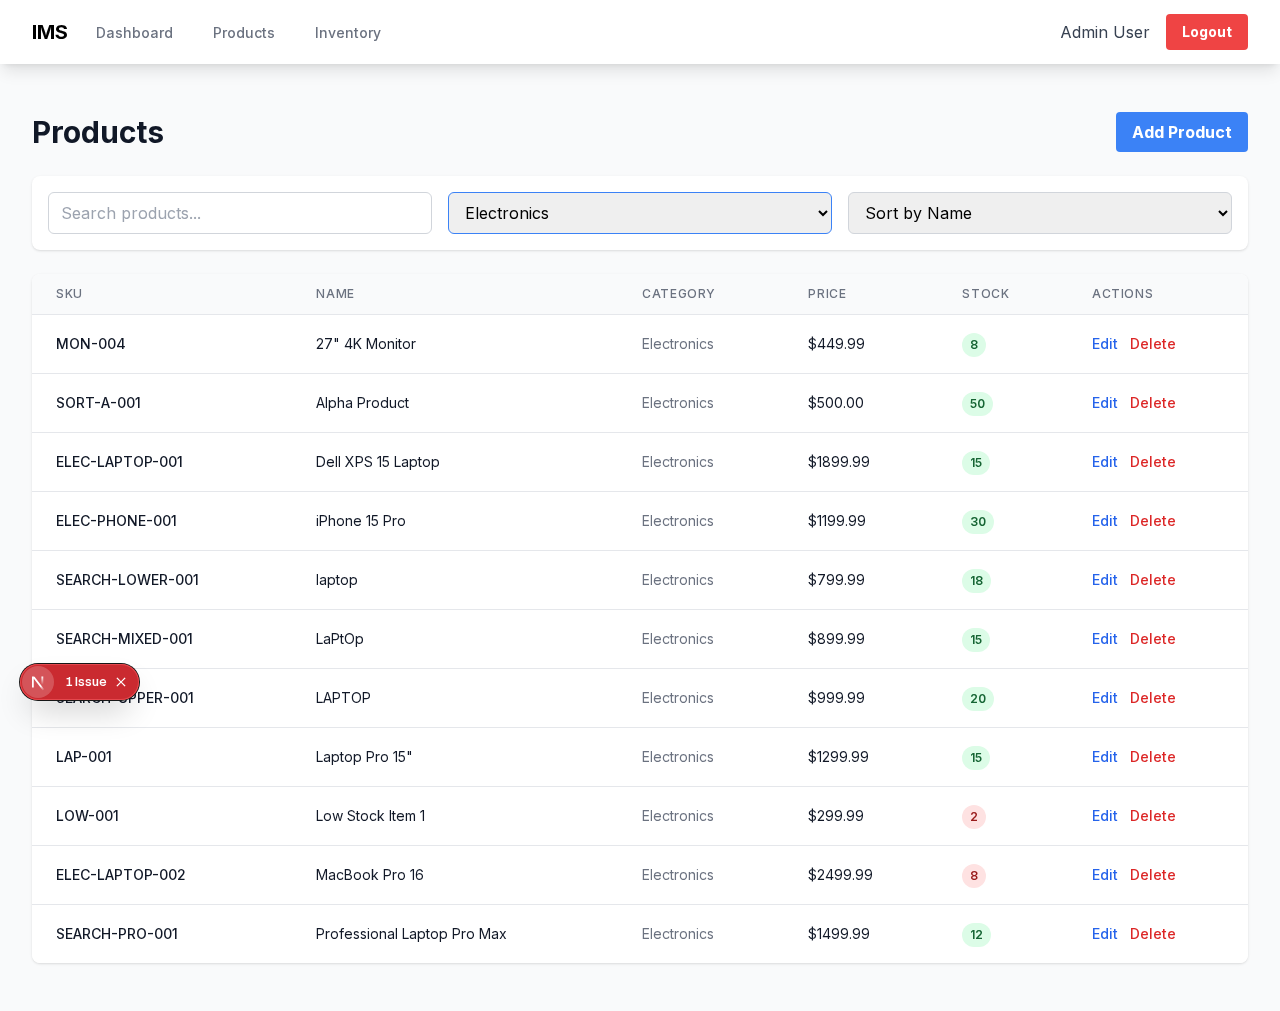 IMS Dashboard Products Inventory Admin User Logout
Products Add Product
Search products... Electronics Sort by Name
SKU NAME CATEGORY PRICE STOCK ACTIONS
MON-004 27" 4K Monitor Electronics $449.99 8 Edit Delete
SORT-A-001 Alpha Product Electronics $500.00 50 Edit Delete
ELEC-LAPTOP-001 Dell XPS 15 Laptop Electronics $1899.99 15 Edit Delete
ELEC-PHONE-001 iPhone 15 Pro Electronics $1199.99 30 Edit Delete
SEARCH-LOWER-001 laptop Electronics $799.99 18 Edit Delete
SEARCH-MIXED-001 LaPtOp Electronics $899.99 15 Edit Delete
1 Issue
LAPTOP Electronics $999.99 20 Edit Delete
LAP-001 Laptop Pro 15" Electronics $1299.99 15 Edit Delete
LOW-001 Low Stock Item 1 Electronics $299.99 2 Edit Delete
ELEC-LAPTOP-002 MacBook Pro 16 Electronics $2499.99 8 Edit Delete
SEARCH-PRO-001 Professional Laptop Pro Max Electronics $1499.99 12 Edit Delete